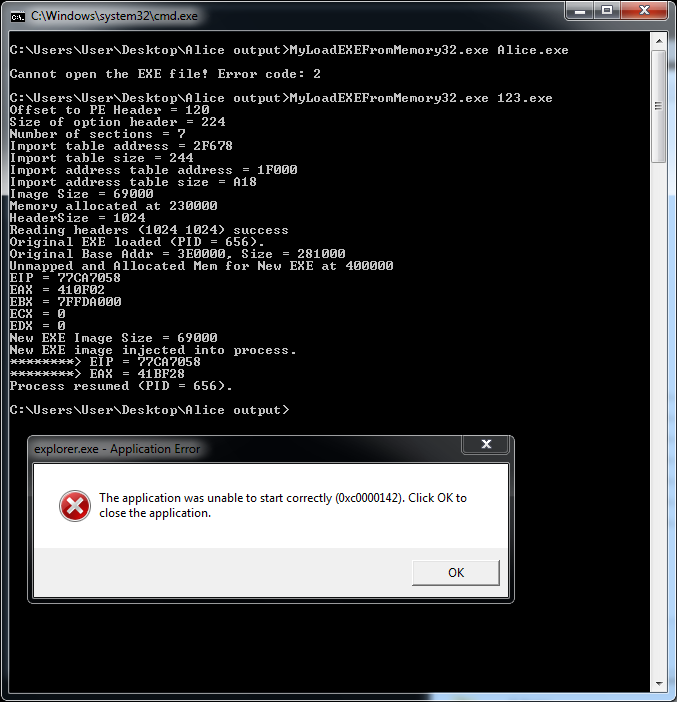 C:\Windows\system32\cmd.exe
C:\Users\User\Desktop\Alice output>MyLoadEXEFromMemory32.exe Alice.exe
Cannot open the EXE file! Error code: 2
C:\Users\User\Desktop\Alice output>MyLoadEXEFromMemory32.exe 123.exe
Offset to PE Header = 120
Size of option header = 224
Number of sections = 7
Import table address = 2F678
Import table size = 244
Import address table address = 1F000
Import address table size = A18
Image Size = 69000
Memory allocated at 230000
HeaderSize = 1024
Reading headers (1024 1024) success
Original EXE loaded (PID = 656).
Original Base Addr = 3E0000, Size = 281000
Unmapped and Allocated Mem for New EXE at 400000
EIP = 77CA7058
EAX = 410F02
EBX = 7FFDA000
ECX = 0
EDX = 0
New EXE Image Size = 69000
New EXE image injected into process.
********> EIP = 77CA7058
********> EAX = 41BF28
Process resumed (PID = 656).
C:\Users\User\Desktop\Alice output>
explorer.exe - Application Error
The application was unable to start correctly (0xc0000142). Click OK to
close the application.
OK